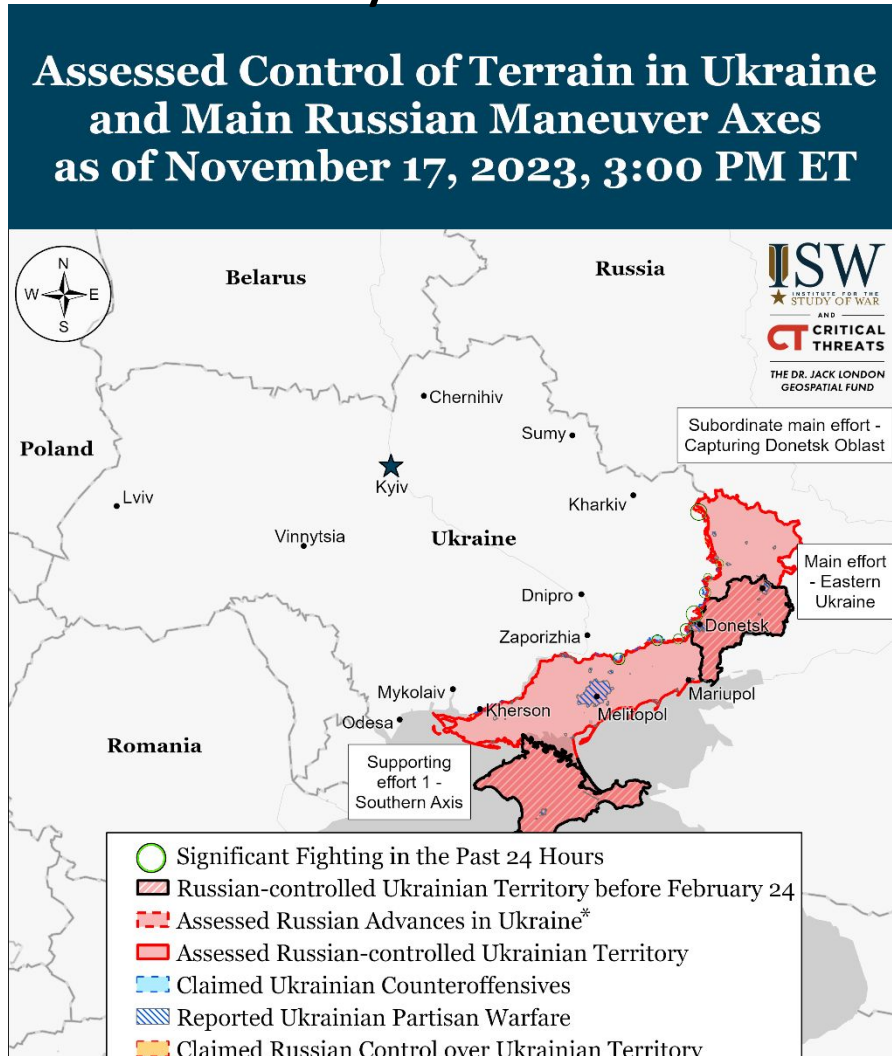 Assessed Control of Terrain in Ukraine
and Main Russian Maneuver Axes
as of November 17, 2023, 3:00 PM ET
N
W E
S
Belarus
Russia
ISW
INSTITUTE FOR THE
STUDY OF WAR
AND
CT CRITICAL
THREATS
THE DR. JACK LONDON
GEOSPATIAL FUND
Chernihiv
Subordinate main effort -
Capturing Donetsk Oblast
Sumy
Poland
Kyiv
Lviv
Kharkiv
Vinnytsia
Ukraine
Main effort
- Eastern
Ukraine
Dnipro
Donetsk
Zaporizhia
Mykolaiv
Mariupol
Kherson
Melitopol
Odesa
Romania
Supporting
effort 1 -
Southern Axis
Significant Fighting in the Past 24 Hours
Russian-controlled Ukrainian Territory before February 24
Assessed Russian Advances in Ukraine*
Assessed Russian-controlled Ukrainian Territory
Claimed Ukrainian Counteroffensives
Reported Ukrainian Partisan Warfare
Claimed Russian Control over Ukrainian Territory